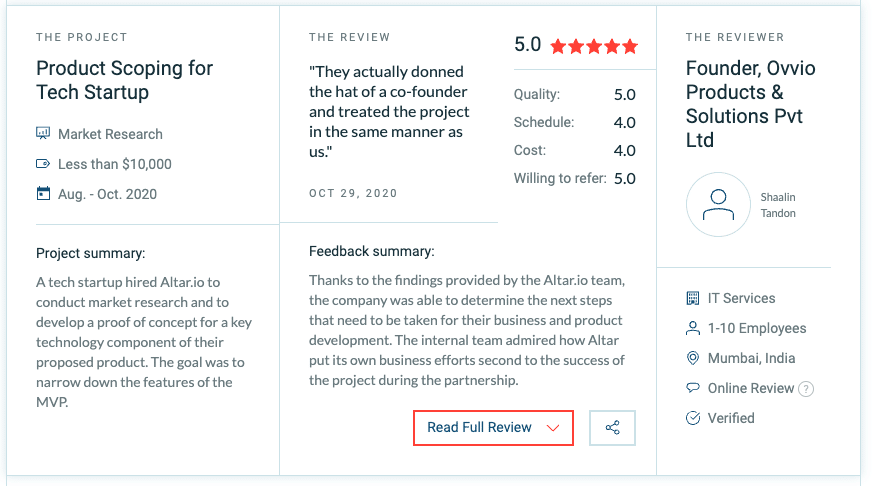 THE PROJECT
Product Scoping for
Tech Startup
Market Research
Less than $10,000
Aug. - Oct. 2020
Project summary:
A tech startup hired Altar.io to
conduct market research and to
develop a proof of concept for a key
technology component of their
proposed product. The goal was to
narrow down the features of the
MVP.
THE REVIEW
"They actually donned
the hat of a co-founder
and treated the project
in the same manner as
us."
OCT 29, 2020
5.0
Quality: 5.0
Schedule: 4.0
Cost: 4.0
Willing to refer: 5.0
Feedback summary:
Thanks to the findings provided by the Altar.io team,
the company was able to determine the next steps
that need to be taken for their business and product
development. The internal team admired how Altar
put its own business efforts second to the success of
the project during the partnership.
Read Full Review
THE REVIEWER
Founder, Ovvio
Products &
Solutions Pvt
Ltd
Shaalin
Tandon
IT Services
1-10 Employees
Mumbai, India
Online Review ?
Verified